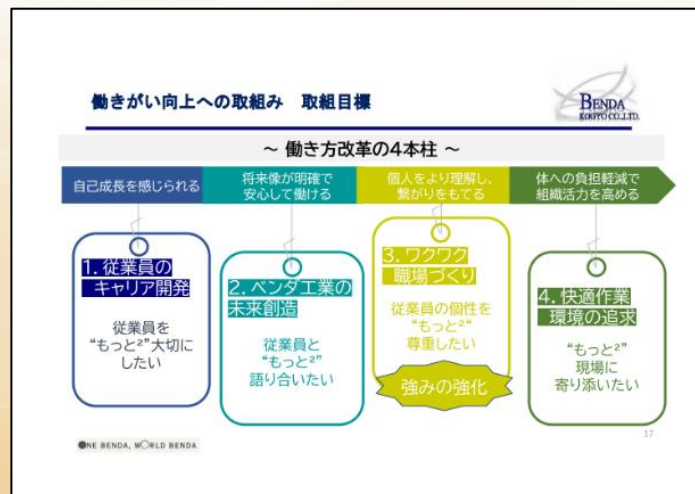 働きがい向上への取組み　取組目標
BENDA
KOGYO CO.,LTD.
～ 働き方改革の4本柱 ～
自己成長を感じられる
将来像が明確で
安心して働ける
個人をより理解し、
繋がりをもてる
体への負担軽減で
組織活力を高める
1. 従業員の
キャリア開発
従業員を
“もっと²”大切に
したい
2. ベンダ工業の
未来創造
従業員と
“もっと²”
語り合いたい
3. ワクワク
職場づくり
従業員の個性を
“もっと²“
尊重したい
強みの強化
4. 快適作業
環境の追求
“もっと²”
現場に
寄り添いたい
ONE BENDA, WORLD BENDA
17